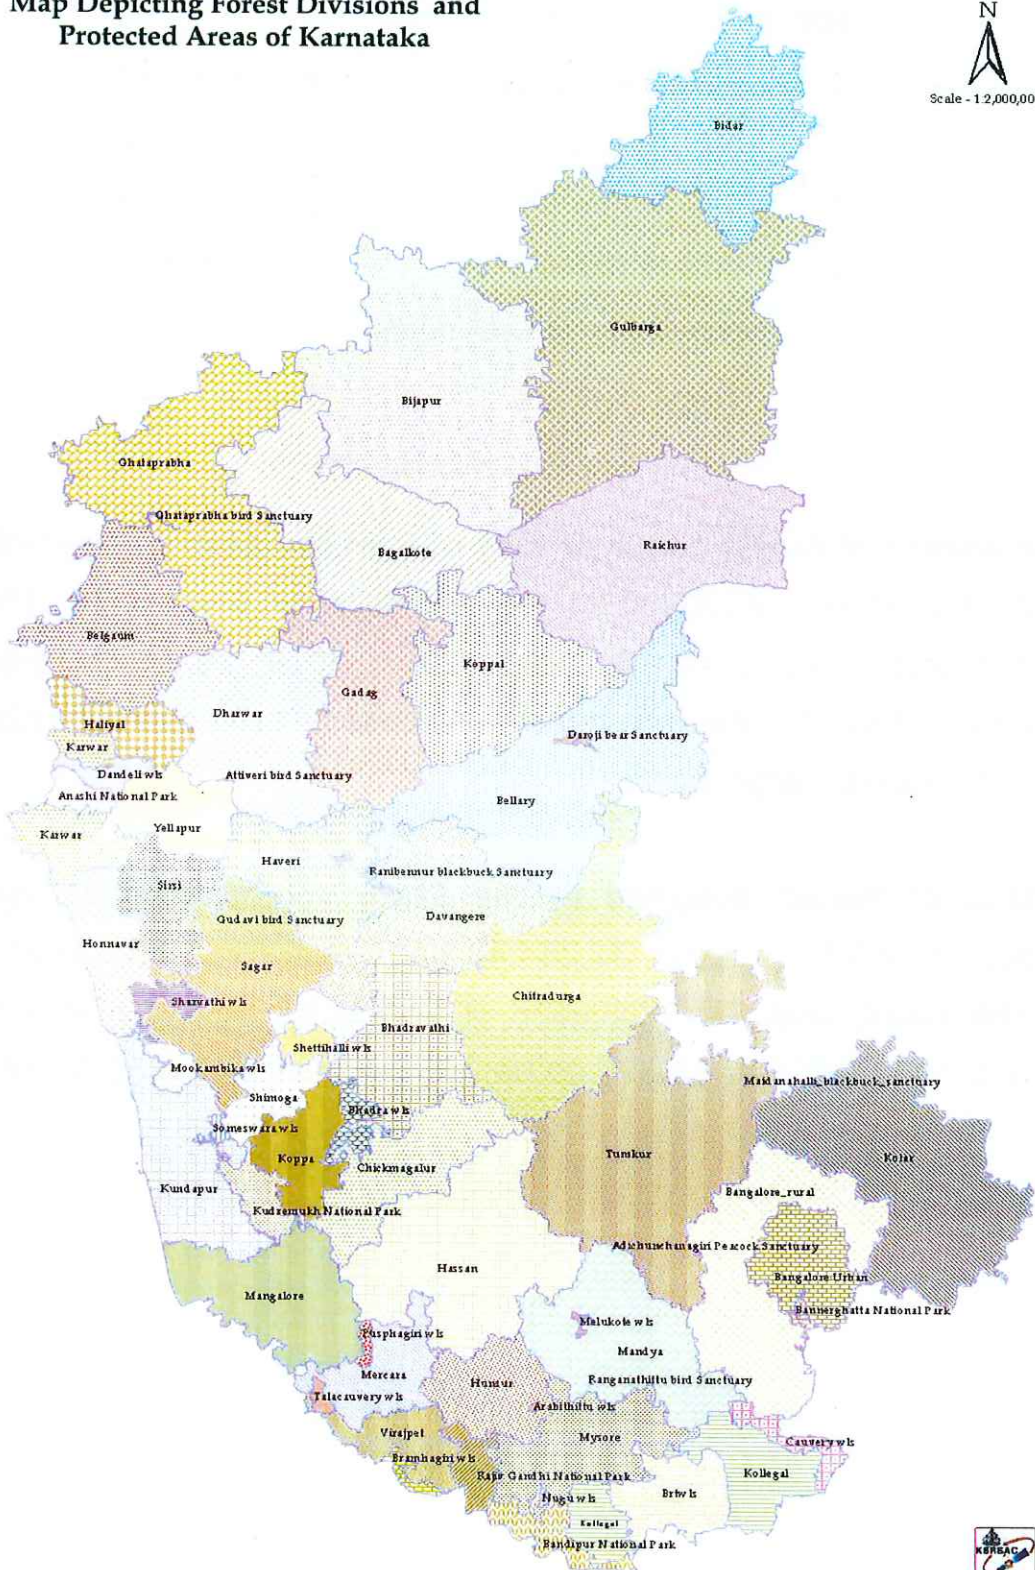 Map Depicting Forest Divisions and
Protected Areas of Karnataka
N
Scale - 1:2,000,00
Bidar
Gulbarga
Bijapur
Ghataprabha
Ghataprabha bird Sanctuary
Raichur
Bagalkote
Belgaum
Koppal
Gadag
Dharwar
Haliyal
Daroji bear Sanctuary
Karwar
Dandeli wls
Attiveri bird Sanctuary
Anashi National Park
Bellary
Yellapur
Karwar
Haveri
Ranibennur blackbuck Sanctuary
Sirsi
Gudavi bird Sanctuary
Davangere
Honnavar
Sagar
Chitradurga
Sharvathi wls
Bhadravathi
Shettihalli wls
Mookambika wls
Maidanahalli_blackbuck_sanctuary
Shimoga
Bhadra wls
Someswara wls
Koppa
Chickmagalur
Tumkur
Kolar
Kundapur
Bangalore_rural
Kudremukh National Park
Adichunchanagiri Peacock Sanctuary
Hassan
Bangalore Urban
Mangalore
Bannerghatta National Park
Melukote wls
Pusphagiri wls
Mandya
Mercara
Hunsur
Ranganathittu bird Sanctuary
Talacauvery wls
Arabithittu wls
Virajpet
Mysore
Cauvery wls
Bramhagiri wls
Rajiv Gandhi National Park
Kollegal
Nugu wls
Brtwls
Kollegal
Bandipur National Park
KSRSAC